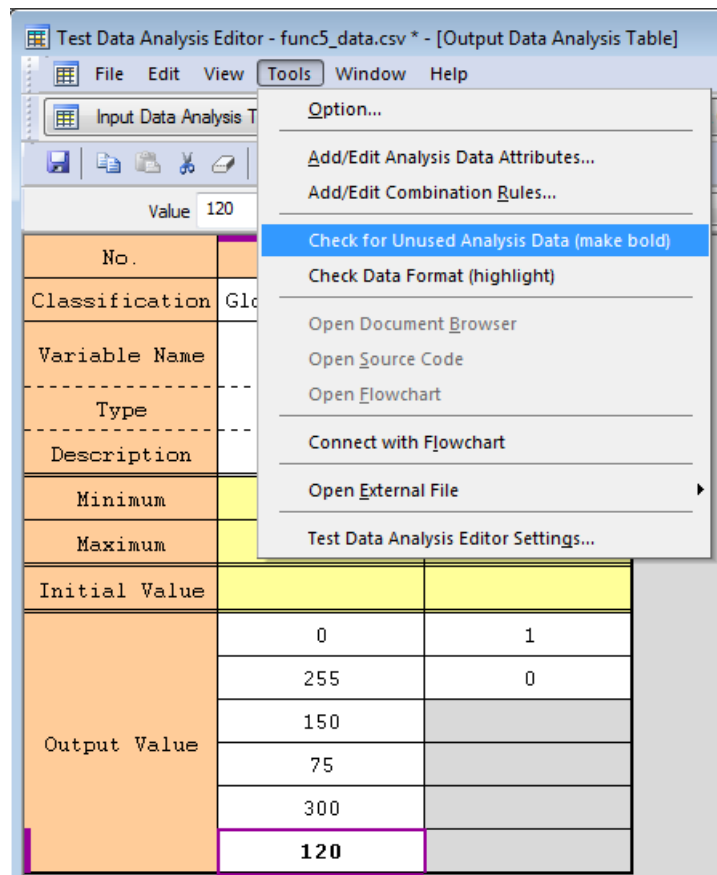 Test Data Analysis Editor - func5_data.csv * - [Output Data Analysis Table]
File Edit View Tools Window Help
Input Data Analysis T
Option...
Add/Edit Analysis Data Attributes...
Add/Edit Combination Rules...
Value 120
Check for Unused Analysis Data (make bold)
No.
Check Data Format (highlight)
Classification Glo
Open Document Browser
Variable Name
Open Source Code
Open Flowchart
Type
Connect with Flowchart
Description
Open External File
Minimum
Test Data Analysis Editor Settings...
Maximum
Initial Value
0 1
255 0
150
Output Value
75
300
120